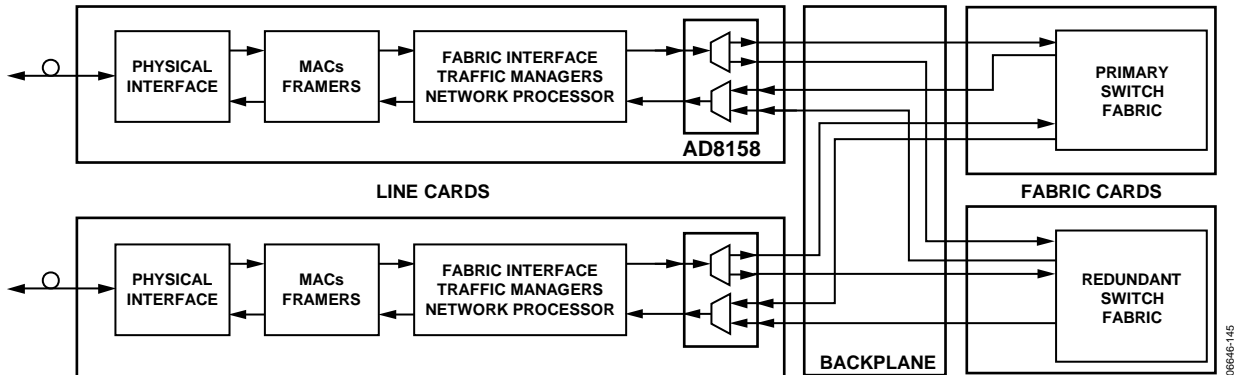 PHYSICAL
INTERFACE
MACs
FRAMERS
FABRIC INTERFACE
TRAFFIC MANAGERS
NETWORK PROCESSOR
AD8158
PRIMARY
SWITCH
FABRIC
LINE CARDS
FABRIC CARDS
PHYSICAL
INTERFACE
MACs
FRAMERS
FABRIC INTERFACE
TRAFFIC MANAGERS
NETWORK PROCESSOR
REDUNDANT
SWITCH
FABRIC
BACKPLANE
06646-145